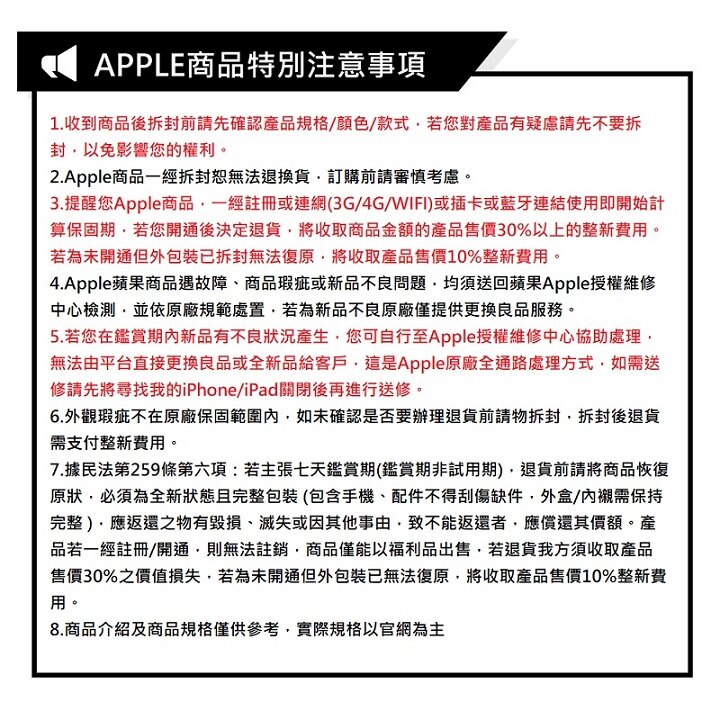 APPLE商品特別注意事項
1.收到商品後拆封前請先確認產品規格/顏色/款式，若您對產品有疑慮請先不要拆
封，以免影響您的權利。
2.Apple商品一經拆封恕無法退換貨，訂購前請審慎考慮。
3.提醒您Apple商品，一經註冊或連網(3G/4G/WIFI)或插卡或藍牙連結使用即開始計
算保固期，若您開通後決定退貨，將收取商品金額的產品售價30%以上的整新費用。
若為未開通但外包裝已拆封無法復原，將收取產品售價10%整新費用。
4.Apple蘋果商品遇故障、商品瑕疵或新品不良問題，均須送回蘋果Apple授權維修
中心檢測，並依原廠規範處置，若為新品不良原廠僅提供更換良品服務。
5.若您在鑑賞期內新品有不良狀況產生，您可自行至Apple授權維修中心協助處理，
無法由平台直接更換良品或全新品給客戶，這是Apple原廠全通路處理方式，如需送
修請先將尋找我的iPhone/iPad關閉後再進行送修。
6.外觀瑕疵不在原廠保固範圍內，如未確認是否要辦理退貨前請物拆封，拆封後退貨
需支付整新費用。
7.據民法第259條第六項：若主張七天鑑賞期(鑑賞期非試用期)，退貨前請將商品恢復
原狀，必須為全新狀態且完整包裝 (包含手機、配件不得刮傷缺件，外盒/內襯需保持
完整 )，應返還之物有毀損、滅失或因其他事由，致不能返還者，應償還其價額。產
品若一經註冊/開通，則無法註銷，商品僅能以福利品出售，若退貨我方須收取產品
售價30%之價值損失，若為未開通但外包裝已無法復原，將收取產品售價10%整新費
用。
8.商品介紹及商品規格僅供參考，實際規格以官網為主